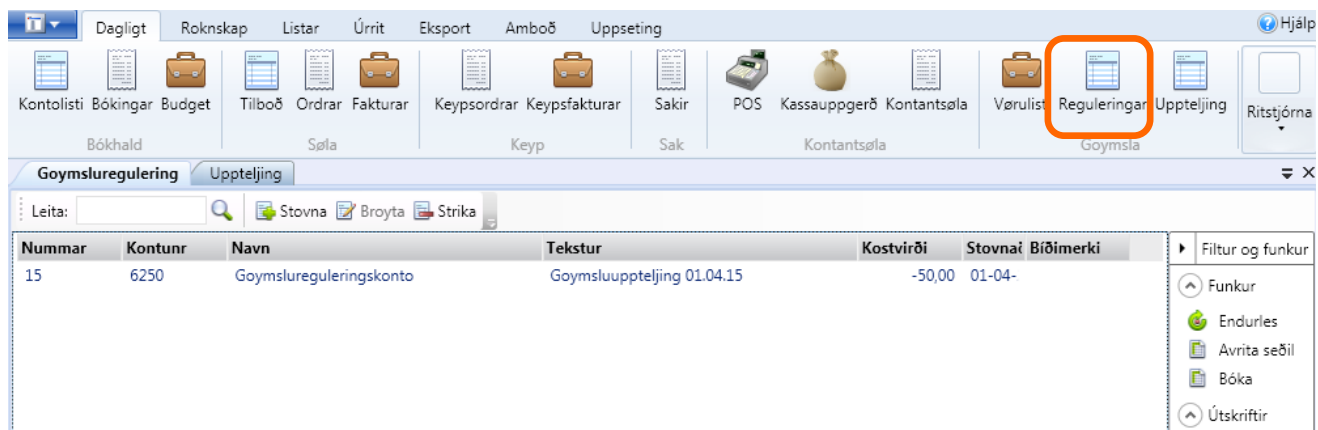 Dagligt Roknskap Listar Úrrit Eksport Amboð Uppseting Hjálp
Kontolisti Bókingar Budget Tilboð Ordrar Fakturar Keypsordrar Keypsfakturar Sakir POS Kassauppgerð Kontantsøla Vørulist Reguleringar Uppteljing Ritstjórna
Bókhald Søla Keyp Sak Kontantsøla Goymsla
Goymsluregulering Uppteljing
Leita: Stovna Broyta Strika
Nummar Kontunr Navn Tekstur Kostvirði Stovnað Bíðimerki Filtur og funkur
15 6250 Goymslureguleringskonto Goymsluuppteljing 01.04.15 -50,00 01-04-
Funkur
Endurles
Avrita seðil
Bóka
Útskriftir